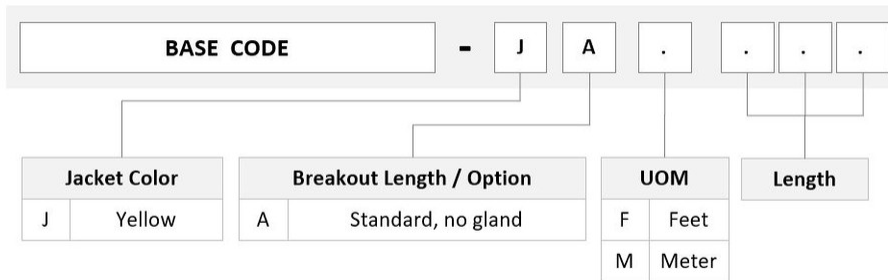 BASE CODE - J A . . . .
Jacket Color
J Yellow
Breakout Length / Option
A Standard, no gland
UOM
F Feet
M Meter
Length